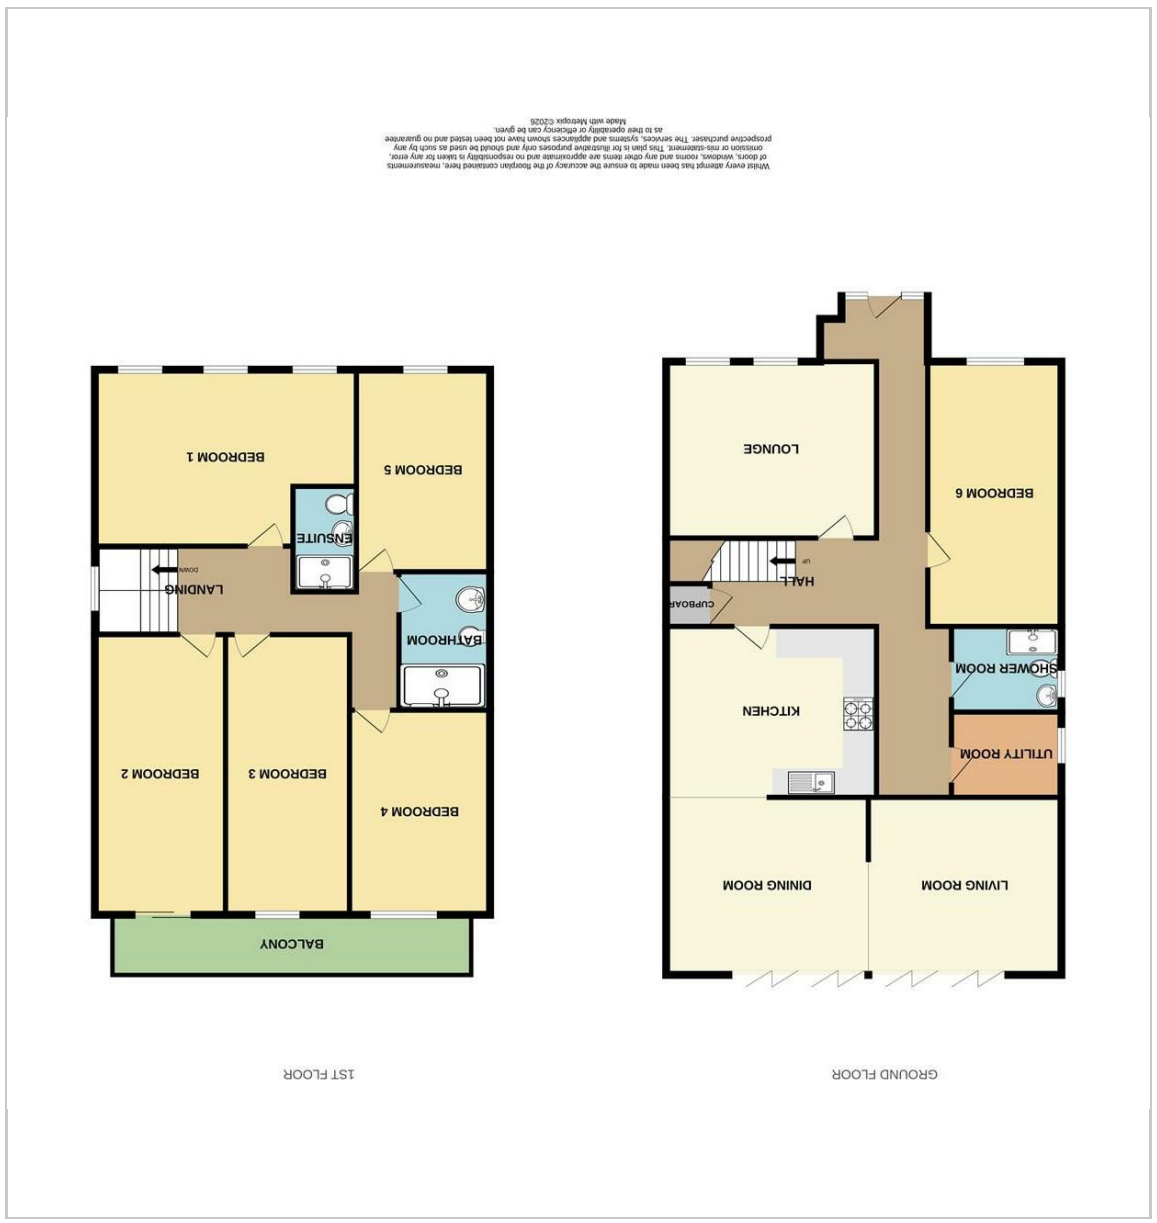 GROUND FLOOR
LIVING ROOM
DINING ROOM
UTILITY ROOM
KITCHEN
SHOWER ROOM
CUPBOAR
HALL
UP
BEDROOM 6
LOUNGE
1ST FLOOR
BALCONY
BEDROOM 4
BEDROOM 3
BEDROOM 2
BATHROOM
LANDING
DOWN
ENSUITE
BEDROOM 5
BEDROOM 1
Whilst every attempt has been made to ensure the accuracy of the floorplan contained here, measurements
of doors, windows, rooms and any other items are approximate and no responsibility is taken for any error,
omission or mis-statement. This plan is for illustrative purposes only and should be used as such by any
prospective purchaser. The services, systems and appliances shown have not been tested and no guarantee
as to their operability or efficiency can be given.
Made with Metropix ©2026